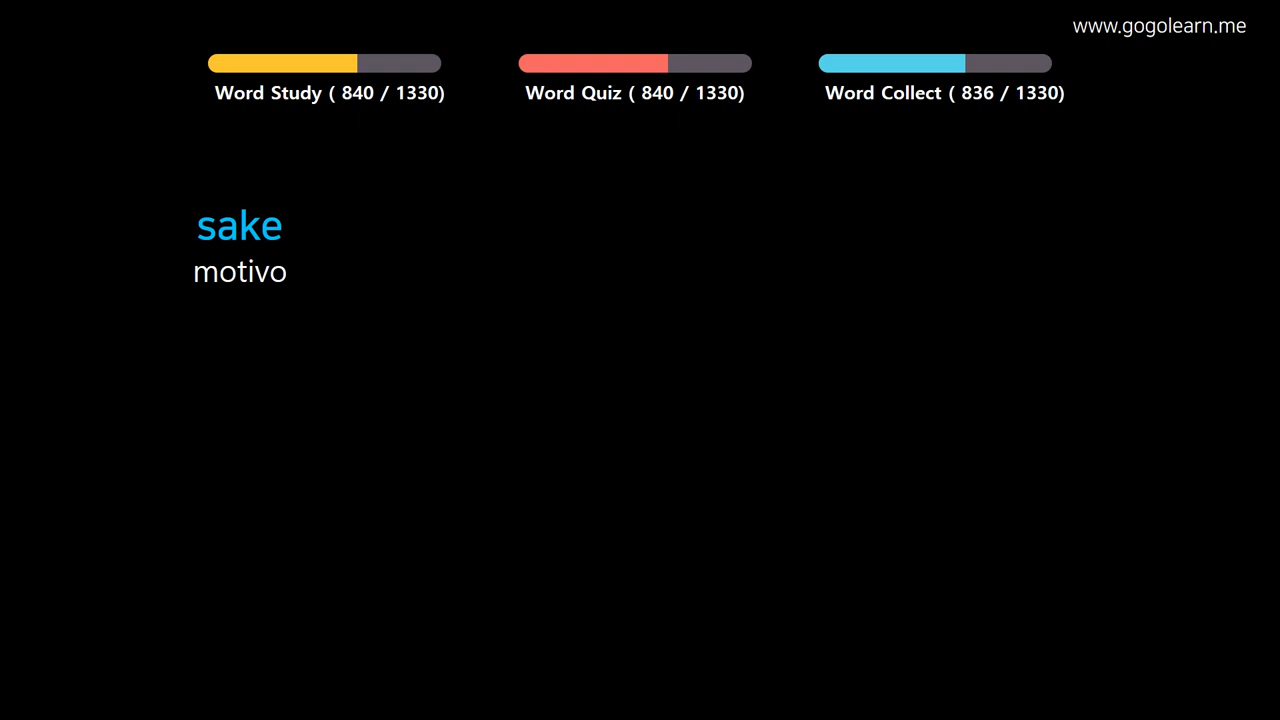 www.gogolearn.me
Word Study ( 840 / 1330)
Word Quiz ( 840 / 1330)
Word Collect ( 836 / 1330)
sake
motivo